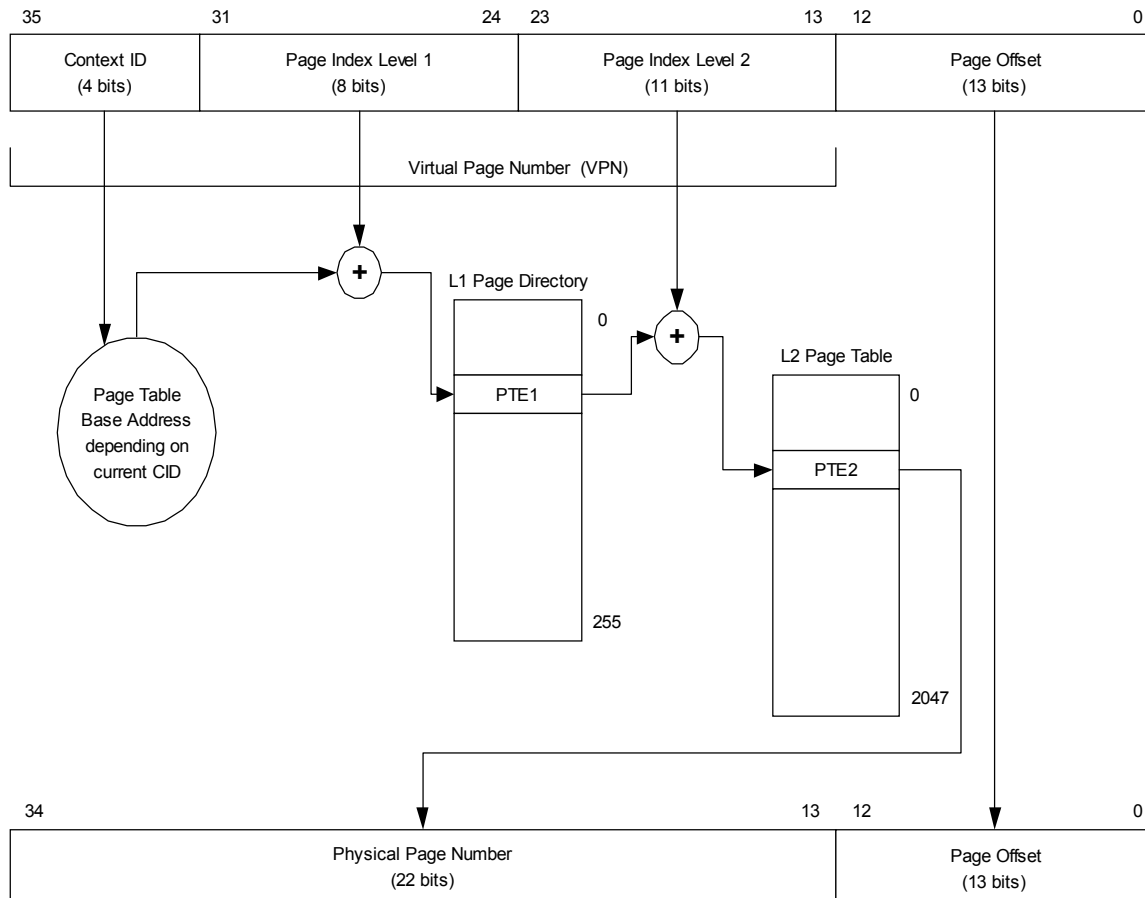 35 31 24 23 13 12 0
Context ID
(4 bits)
Page Index Level 1
(8 bits)
Page Index Level 2
(11 bits)
Page Offset
(13 bits)
Virtual Page Number (VPN)
+
L1 Page Directory
0
+
L2 Page Table
Page Table
Base Address
depending on
current CID
PTE1
0
PTE2
255
2047
34 13 12 0
Physical Page Number
(22 bits)
Page Offset
(13 bits)